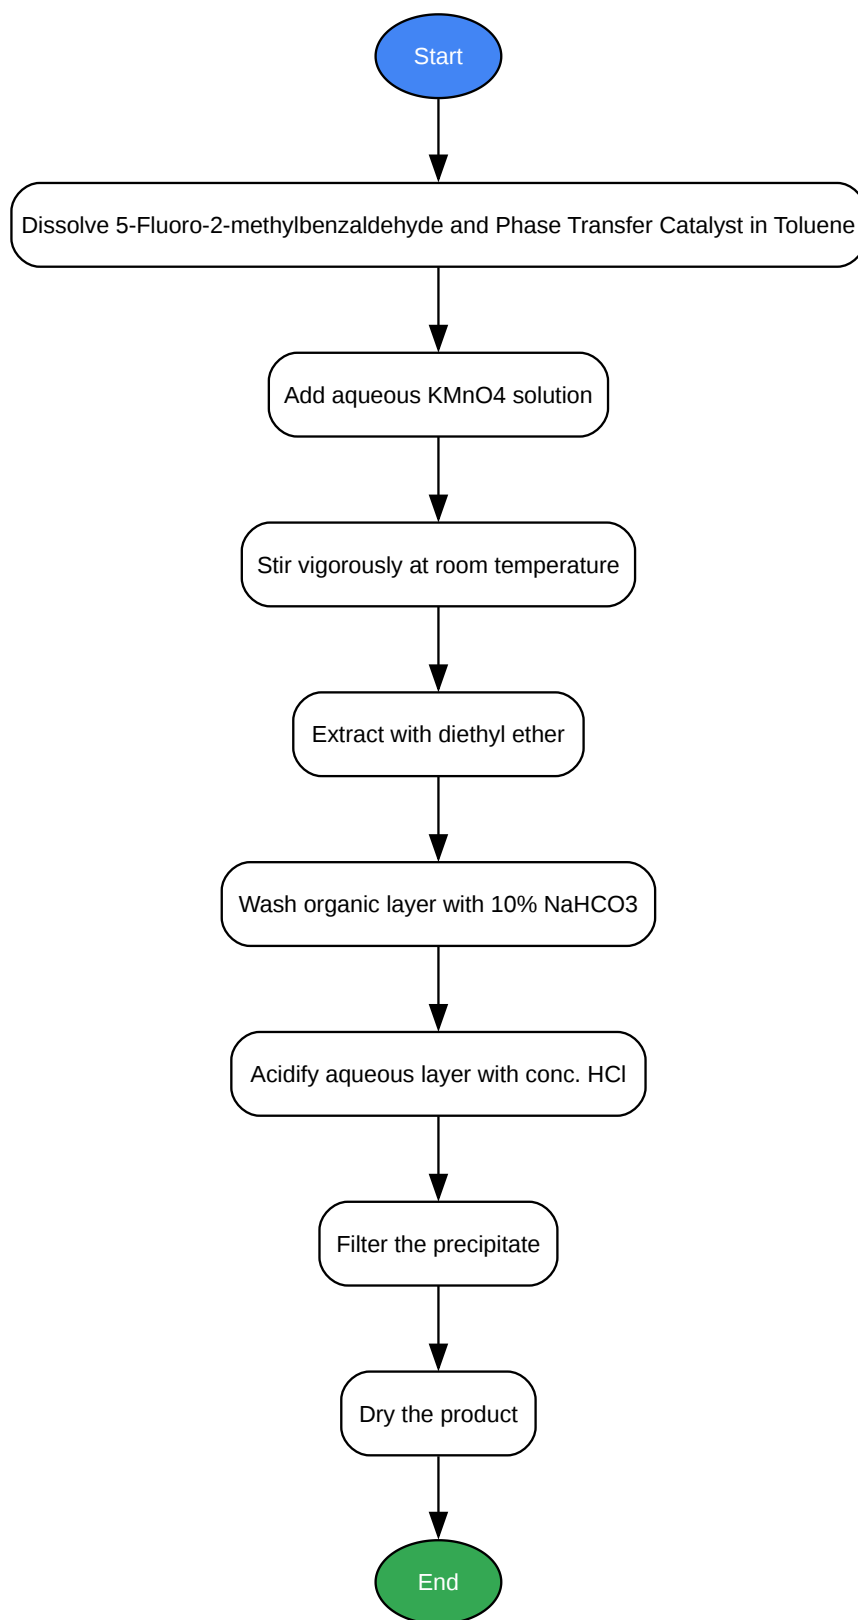 Start
Dissolve 5-Fluoro-2-methylbenzaldehyde and Phase Transfer Catalyst in Toluene
Add aqueous KMnO4 solution
Stir vigorously at room temperature
Extract with diethyl ether
Wash organic layer with 10% NaHCO3
Acidify aqueous layer with conc. HCl
Filter the precipitate
Dry the product
End